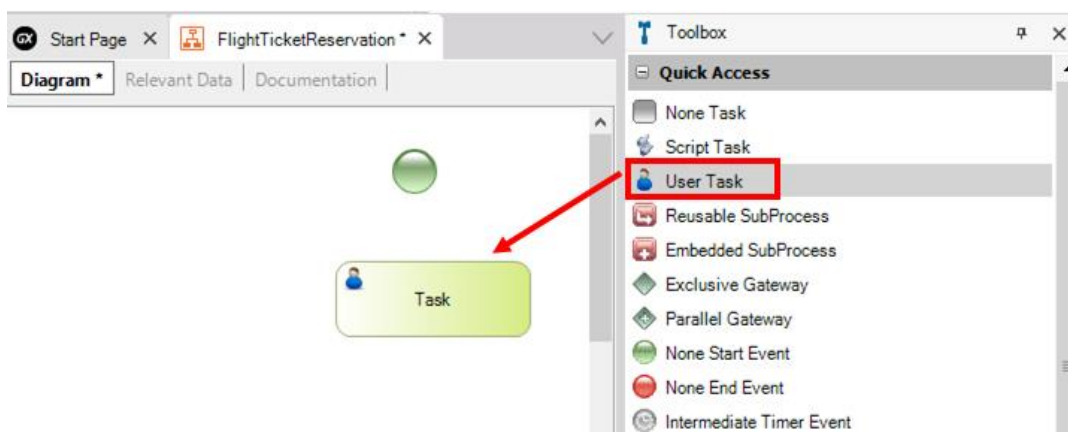 GX Start Page FlightTicketReservation * Toolbox
Diagram * Relevant Data Documentation
Task
Quick Access
None Task
Script Task
User Task
Reusable SubProcess
Embedded SubProcess
Exclusive Gateway
Parallel Gateway
None Start Event
None End Event
Intermediate Timer Event